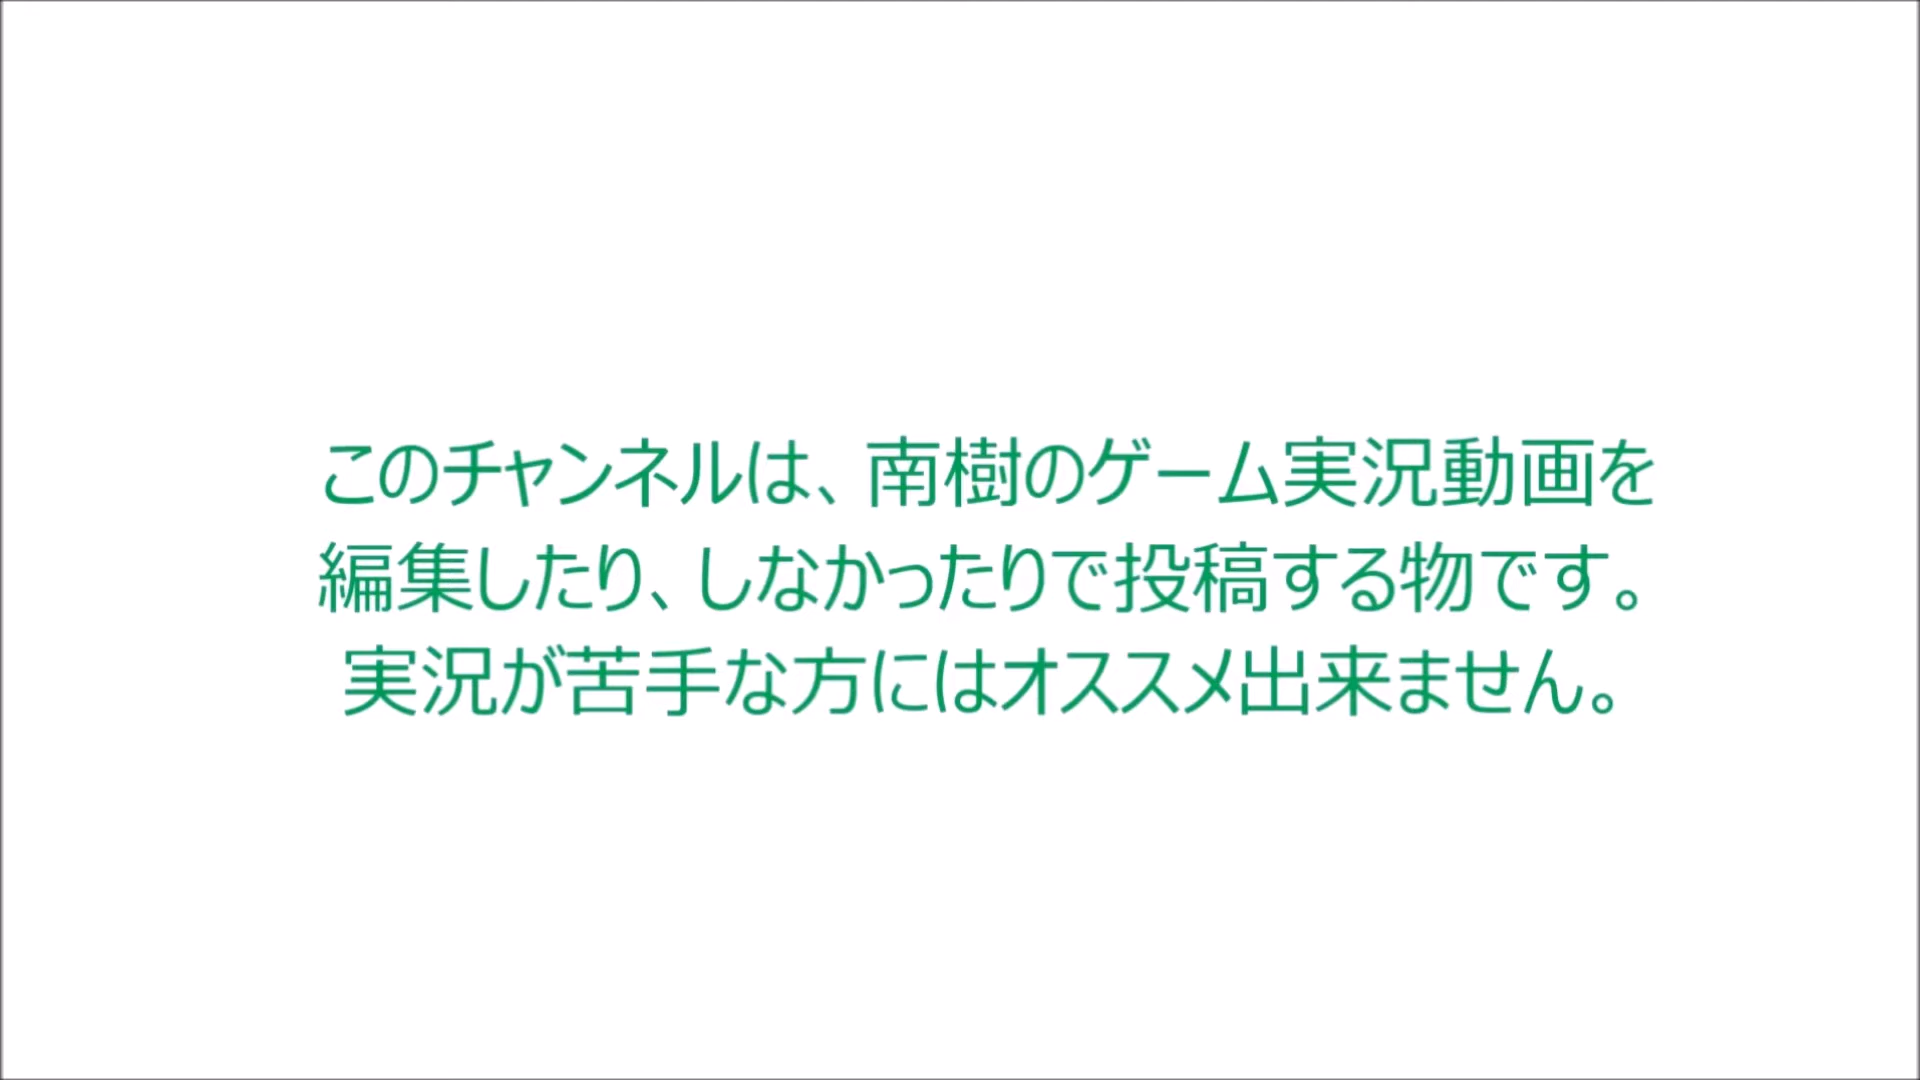 このチャンネルは、南樹のゲーム実況動画を
編集したり、しなかったりで投稿する物です。
実況が苦手な方にはオススメ出来ません。